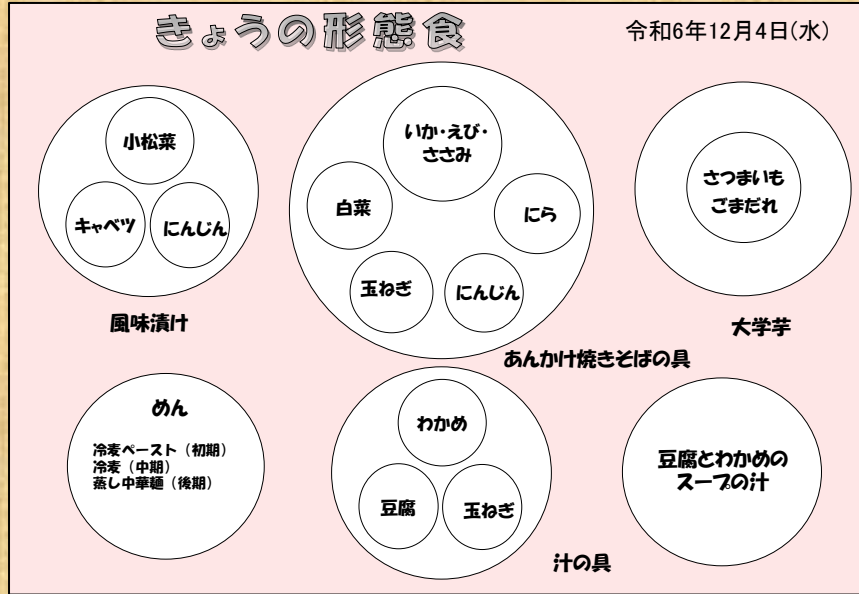 きょうの形態食
令和6年12月4日(水)
小松菜
キャベツ
にんじん
風味漬け
いか・えび・
ささみ
白菜
にら
玉ねぎ
にんじん
あんかけ焼きそばの具
さつまいも
ごまだれ
大学芋
めん
冷麦ペースト（初期）
冷麦（中期）
蒸し中華麺（後期）
わかめ
豆腐
玉ねぎ
汁の具
豆腐とわかめの
スープの汁